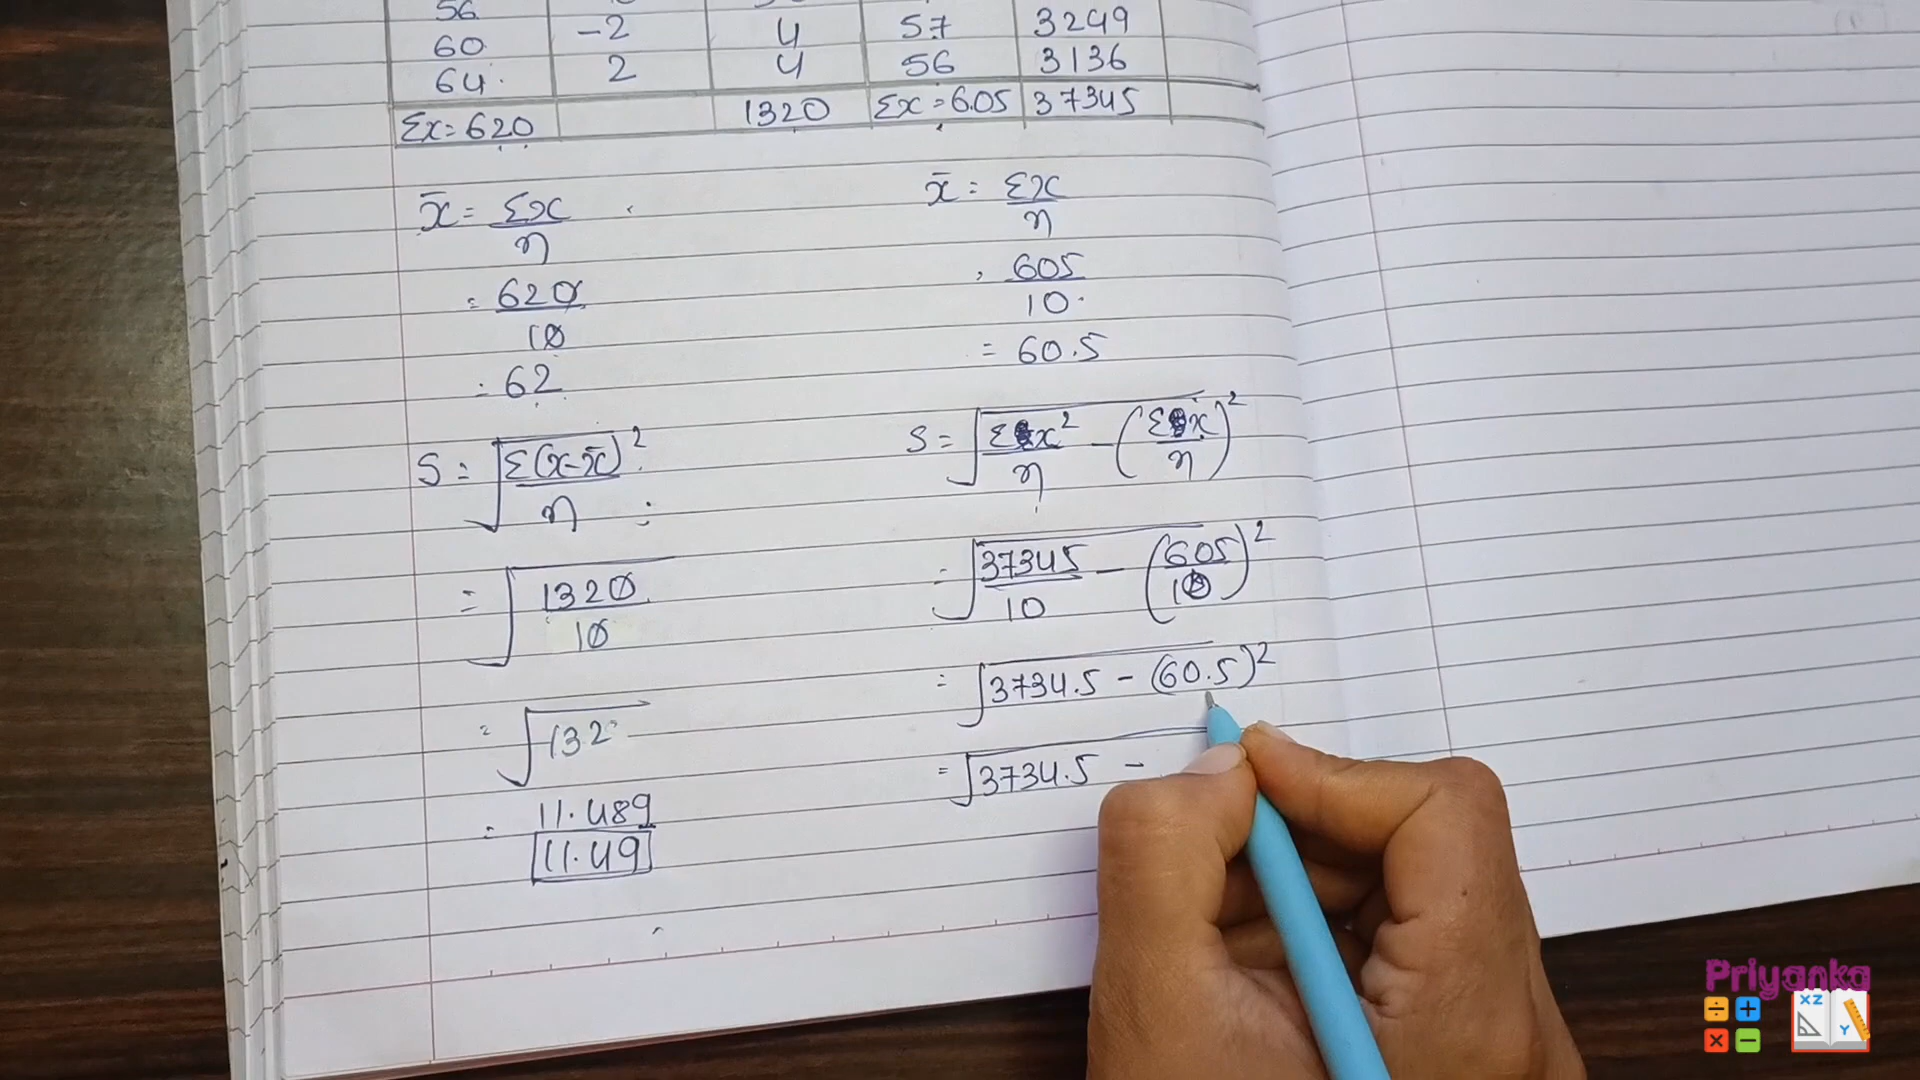 56
60 -2 4 57 3249
64 2 4 56 3136
Σx=620 1320 Σx=605 37345
x̄ = Σx/n
= 620/10
= 62
S = √(Σ(x-x̄)²/n)
= √(1320/10)
= √132
= 11.489
11.49
x̄ = Σx/n
= 605/10
= 60.5
S = √(Σx²/n - (Σx/n)²)
= √(37345/10 - (605/10)²)
= √(3734.5 - (60.5)²)
= √(3734.5 -
Priyanka
XZ
Y